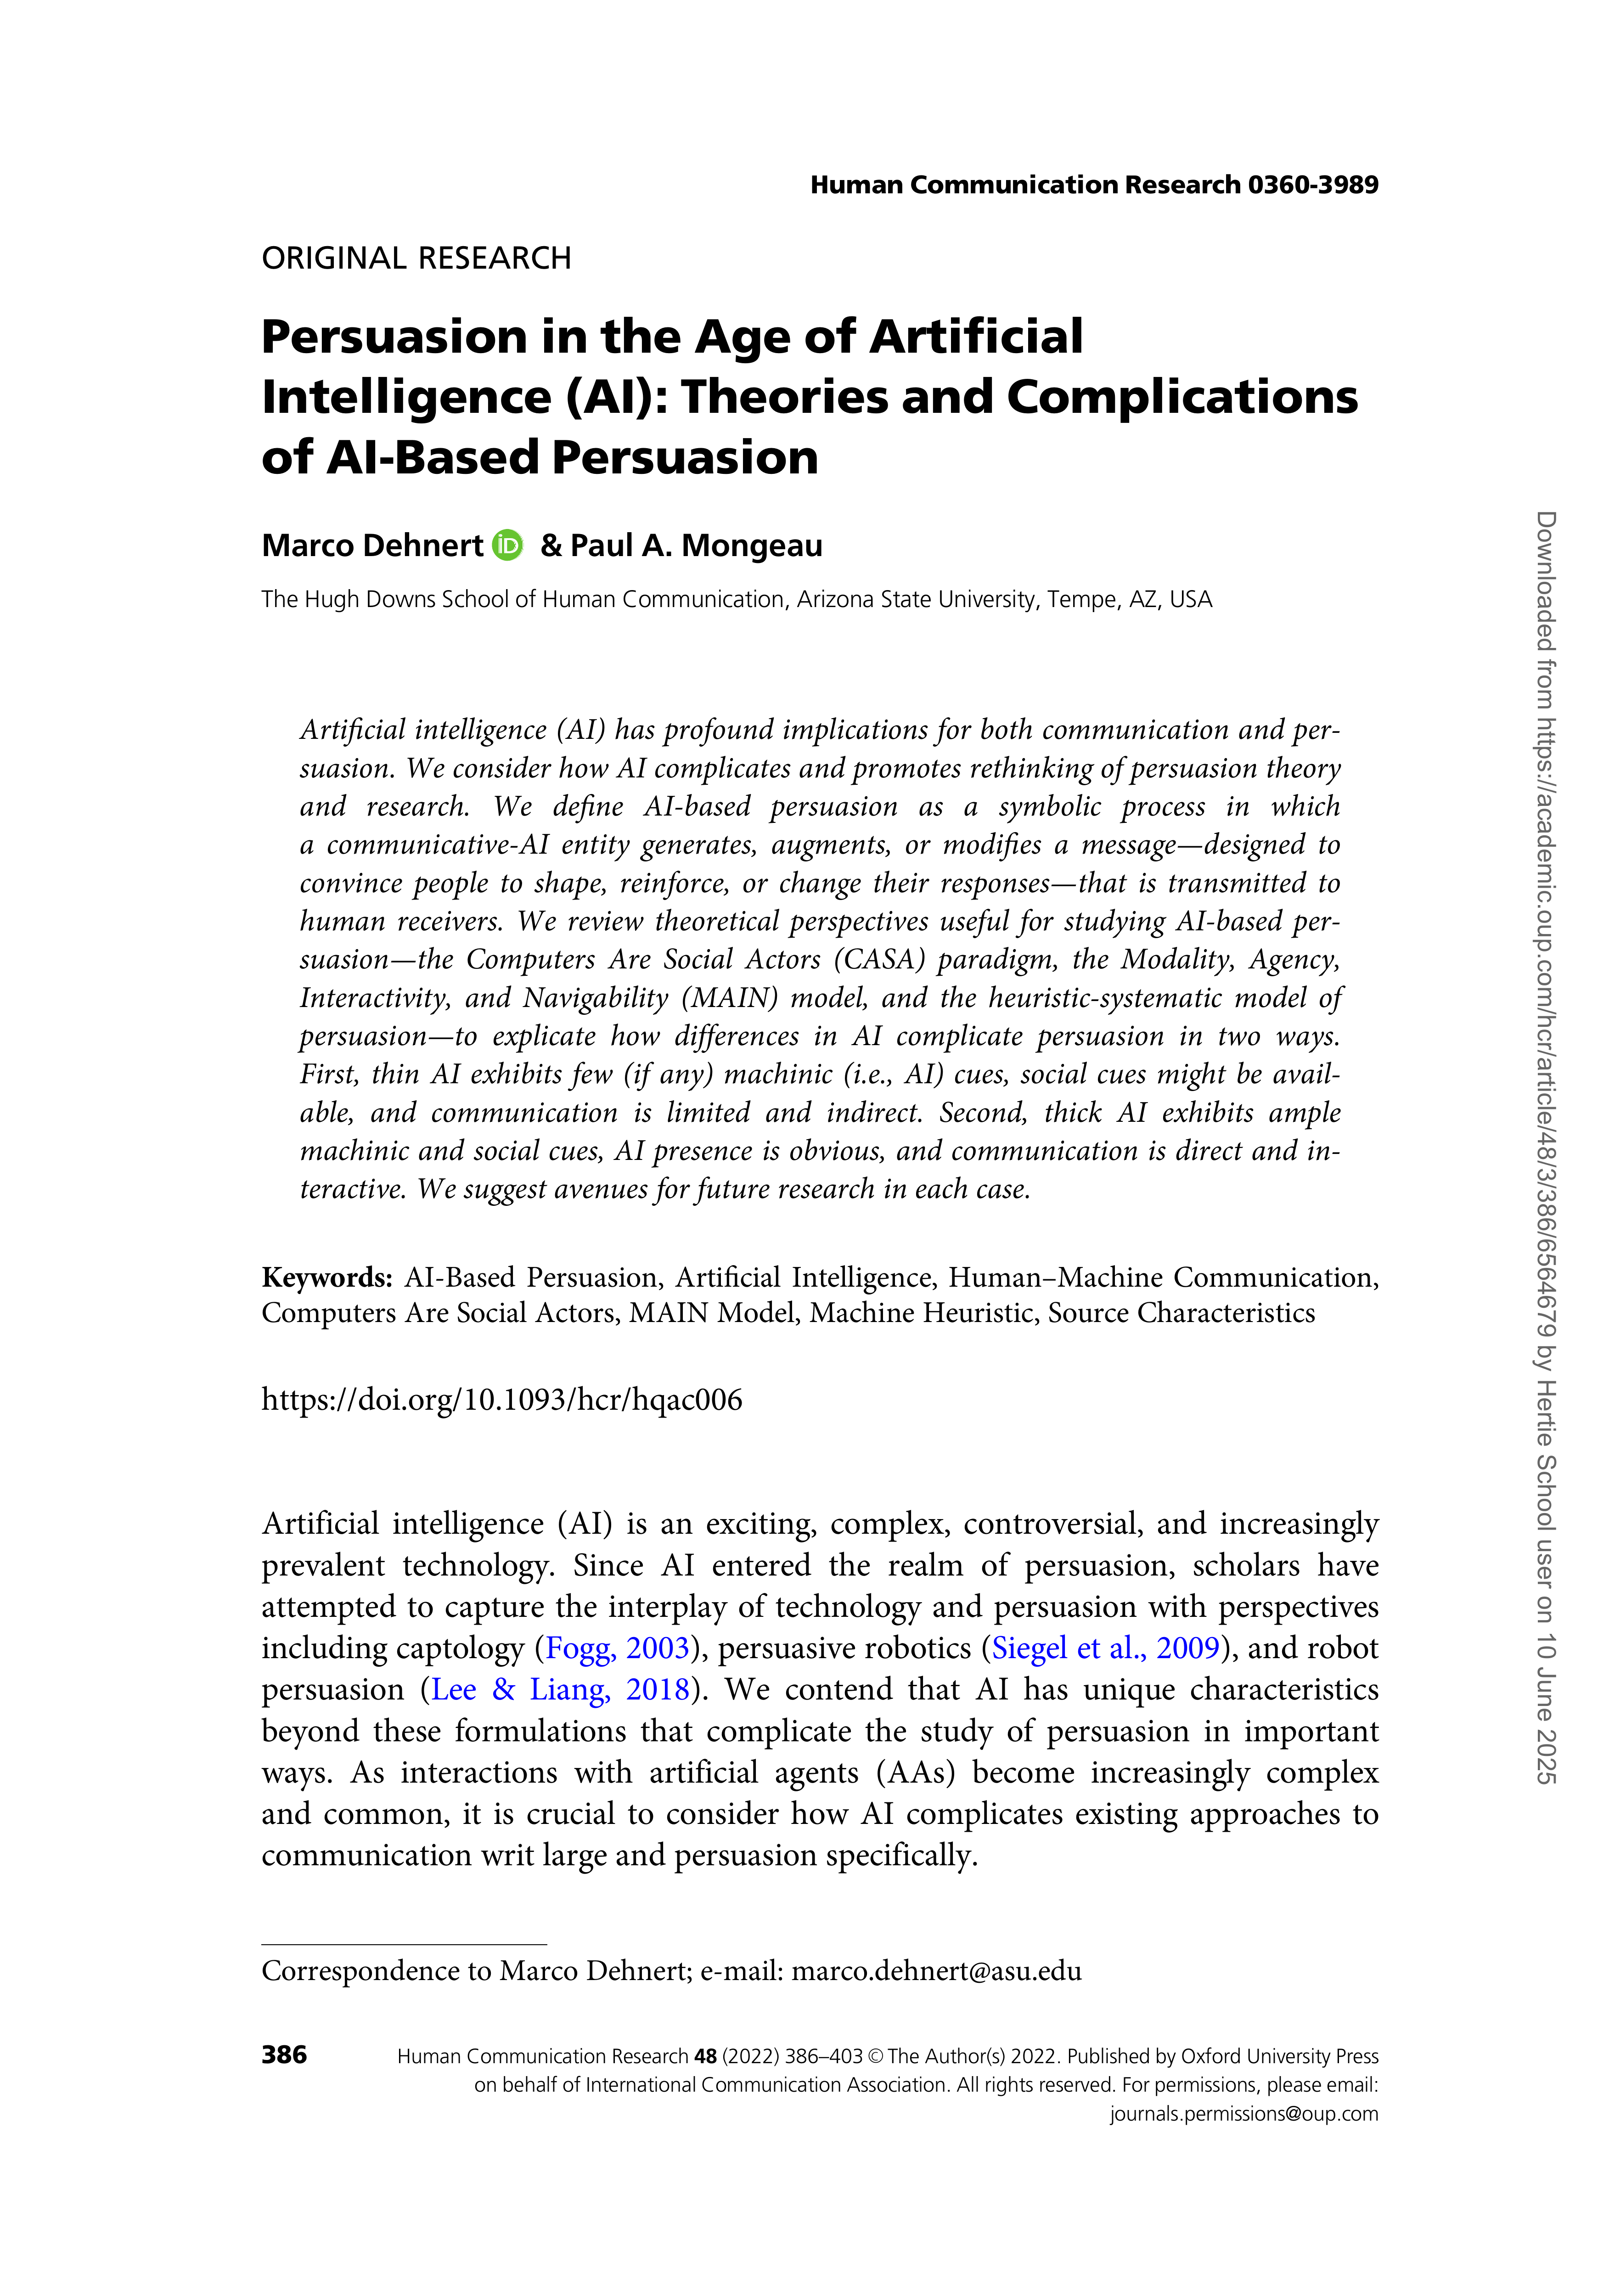 Human Communication Research 0360-3989
ORIGINAL RESEARCH
Persuasion in the Age of Artificial
Intelligence (AI): Theories and Complications
of AI-Based Persuasion
Marco Dehnert iD & Paul A. Mongeau
The Hugh Downs School of Human Communication, Arizona State University, Tempe, AZ, USA
Artificial intelligence (AI) has profound implications for both communication and per-
suasion. We consider how AI complicates and promotes rethinking of persuasion theory
and research. We define AI-based persuasion as a symbolic process in which
a communicative-AI entity generates, augments, or modifies a message—designed to
convince people to shape, reinforce, or change their responses—that is transmitted to
human receivers. We review theoretical perspectives useful for studying AI-based per-
suasion—the Computers Are Social Actors (CASA) paradigm, the Modality, Agency,
Interactivity, and Navigability (MAIN) model, and the heuristic-systematic model of
persuasion—to explicate how differences in AI complicate persuasion in two ways.
First, thin AI exhibits few (if any) machinic (i.e., AI) cues, social cues might be avail-
able, and communication is limited and indirect. Second, thick AI exhibits ample
machinic and social cues, AI presence is obvious, and communication is direct and in-
teractive. We suggest avenues for future research in each case.
Keywords: AI-Based Persuasion, Artificial Intelligence, Human–Machine Communication,
Computers Are Social Actors, MAIN Model, Machine Heuristic, Source Characteristics
https://doi.org/10.1093/hcr/hqac006
Artificial intelligence (AI) is an exciting, complex, controversial, and increasingly
prevalent technology. Since AI entered the realm of persuasion, scholars have
attempted to capture the interplay of technology and persuasion with perspectives
including captology (Fogg, 2003), persuasive robotics (Siegel et al., 2009), and robot
persuasion (Lee & Liang, 2018). We contend that AI has unique characteristics
beyond these formulations that complicate the study of persuasion in important
ways. As interactions with artificial agents (AAs) become increasingly complex
and common, it is crucial to consider how AI complicates existing approaches to
communication writ large and persuasion specifically.
Correspondence to Marco Dehnert; e-mail: marco.dehnert@asu.edu
386 Human Communication Research 48 (2022) 386–403 © The Author(s) 2022. Published by Oxford University Press
on behalf of International Communication Association. All rights reserved. For permissions, please email:
journals.permissions@oup.com
Downloaded from https://academic.oup.com/hcr/article/48/3/386/6564679 by Hertie School user on 10 June 2025